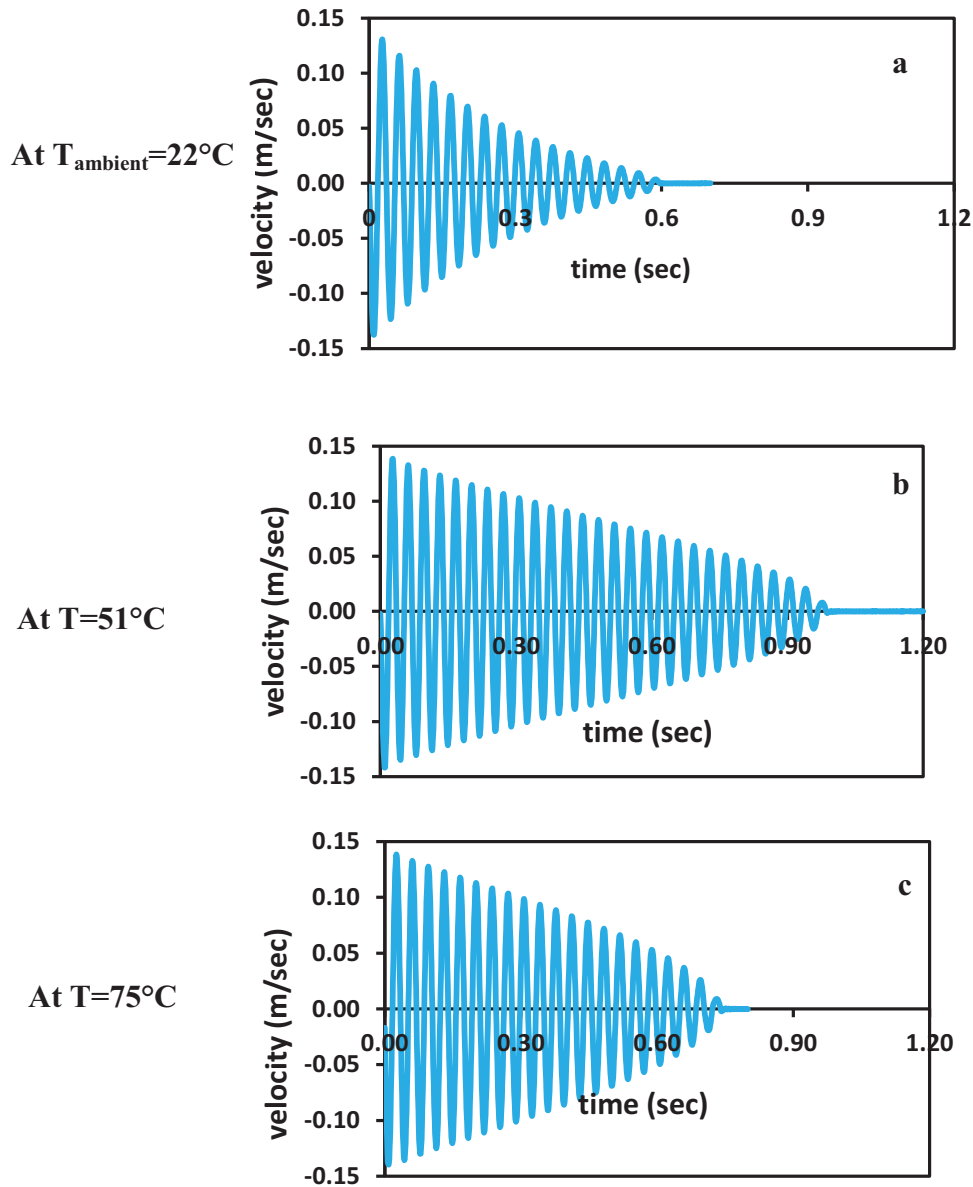 0.15
a
0.10
0.05
At Tambient=22°C
0.00
0 0.3 0.6 0.9 1.2
-0.05
time (sec)
-0.10
-0.15
velocity (m/sec)
0.15
b
0.10
0.05
At T=51°C
0.00
0.00 0.30 0.60 0.90 1.20
-0.05
-0.10
time (sec)
-0.15
velocity (m/sec)
0.15
c
0.10
0.05
At T=75°C
0.00
0.00 0.30 0.60 0.90 1.20
-0.05
time (sec)
-0.10
-0.15
velocity (m/sec)